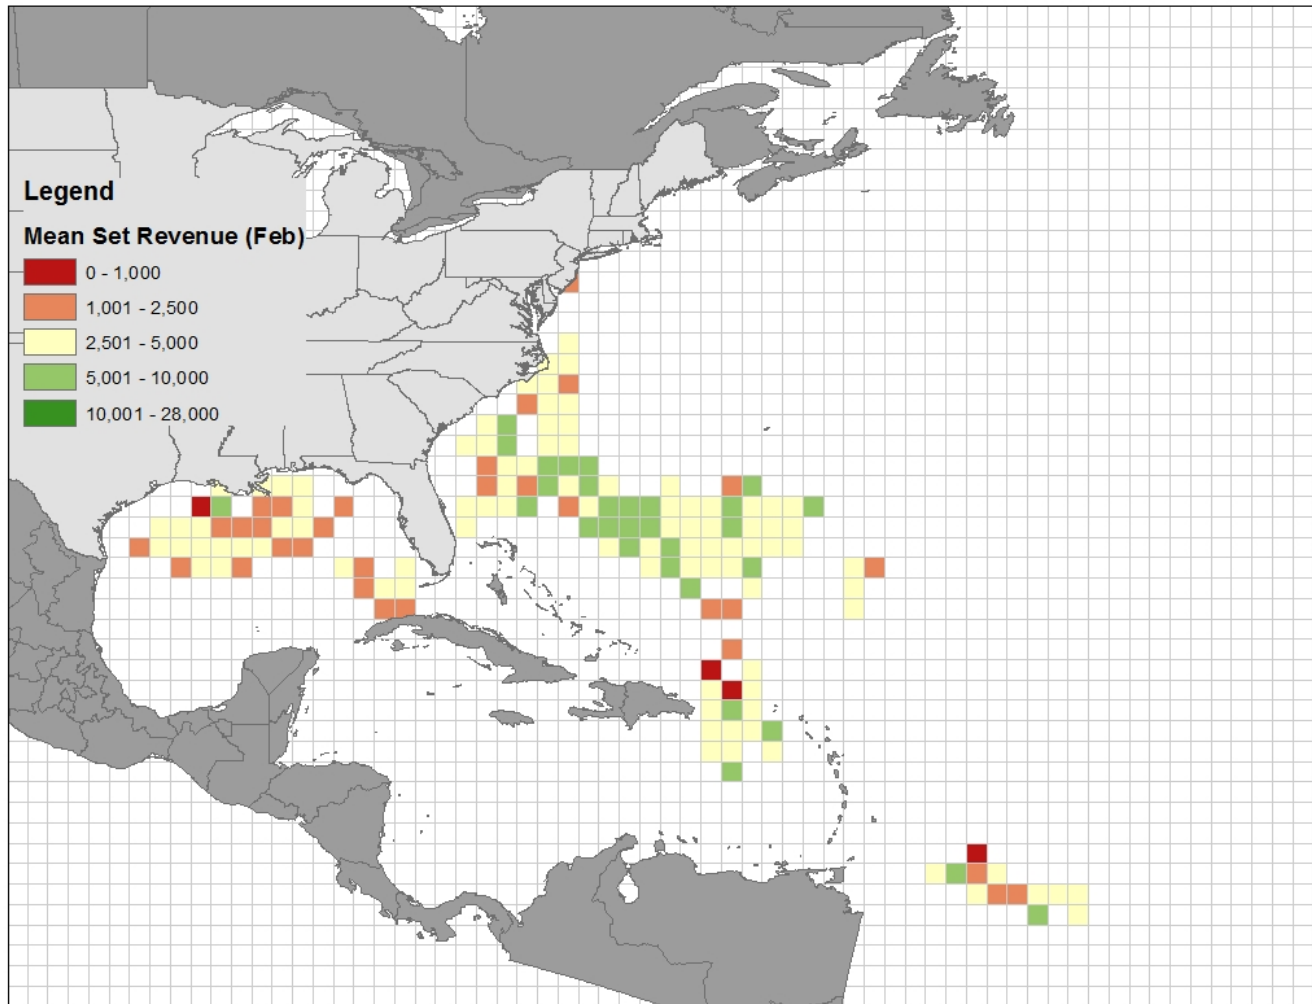 Legend
Mean Set Revenue (Feb)
0 - 1,000
1,001 - 2,500
2,501 - 5,000
5,001 - 10,000
10,001 - 28,000